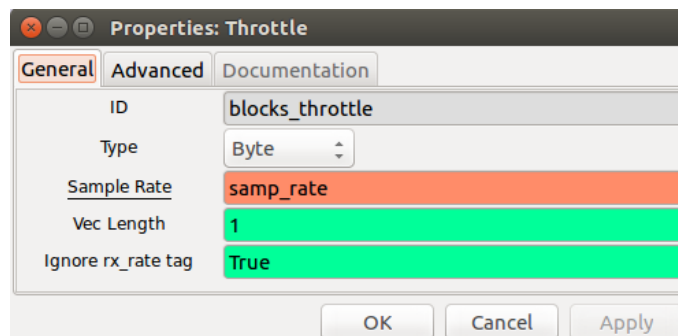 Properties: Throttle
General Advanced Documentation
ID blocks_throttle
Type Byte
Sample Rate samp_rate
Vec Length 1
Ignore rx_rate tag True
OK Cancel Apply